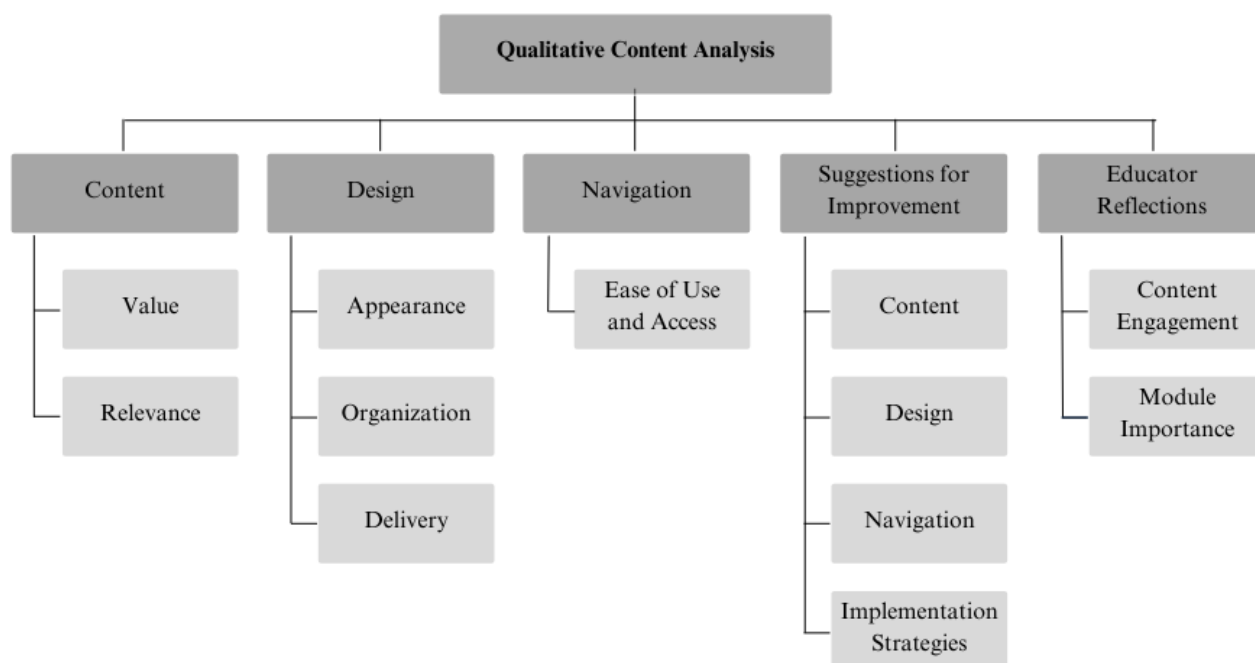 Qualitative Content Analysis
Content
Design
Navigation
Suggestions for
Improvement
Educator
Reflections
Value
Relevance
Appearance
Organization
Delivery
Ease of Use
and Access
Content
Design
Navigation
Implementation
Strategies
Content
Engagement
Module
Importance